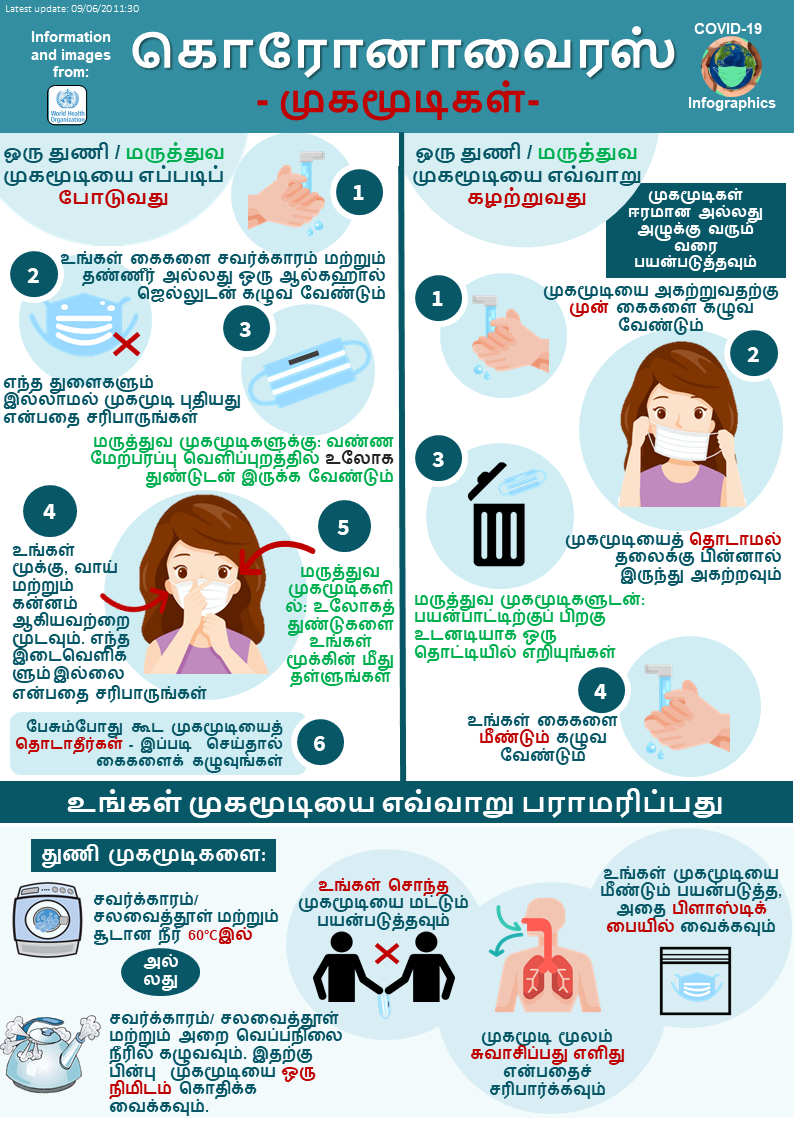 Latest update: 09/06/2011:30
Information
and images
from:
World Health
Organization
கொரோனாவைரஸ்
- முகமூடிகள்-
COVID-19
Infographics
ஒரு துணி / மருத்துவ
முகமூடியை எப்படிப்
போடுவது
1
உங்கள் கைகளை சவர்க்காரம் மற்றும்
தண்ணீர் அல்லது ஒரு ஆல்கஹால்
ஜெல்லுடன் கழுவ வேண்டும்
2
எந்த துளைகளும்
இல்லாமல் முகமூடி புதியது
என்பதை சரிபாருங்கள்
3
மருத்துவ முகமூடிகளுக்கு: வண்ண
மேற்பரப்பு வெளிப்புறத்தில் உலோக
துண்டுடன் இருக்க வேண்டும்
4
உங்கள்
மூக்கு, வாய்
மற்றும்
கன்னம்
ஆகியவற்றை
மூடவும். எந்த
இடைவெளிக
ளும் இல்லை
என்பதை சரிபாருங்கள்
5
மருத்துவ
முகமூடிகளி
ல்: உலோகத்
துண்டுகளை
உங்கள்
மூக்கின் மீது
தள்ளுங்கள்
பேசும்போது கூட முகமூடியைத்
தொடாதீர்கள் - இப்படி செய்தால்
கைகளைக் கழுவுங்கள்
6
ஒரு துணி / மருத்துவ
முகமூடியை எவ்வாறு
கழற்றுவது
முகமூடிகள்
ஈரமான அல்லது
அழுக்கு வரும்
வரை
பயன்படுத்தவும்
1
முகமூடியை அகற்றுவதற்கு
முன் கைகளை கழுவ
வேண்டும்
2
முகமூடியைத் தொடாமல்
தலைக்கு பின்னால்
இருந்து அகற்றவும்
3
மருத்துவ முகமூடிகளுடன்:
பயன்பாட்டிற்குப் பிறகு
உடனடியாக ஒரு
தொட்டியில் எறியுங்கள்
4
உங்கள் கைகளை
மீண்டும் கழுவ
வேண்டும்
உங்கள் முகமூடியை எவ்வாறு பராமரிப்பது
துணி முகமூடிகளை:
சவர்க்காரம்/
சலவைத்தூள் மற்றும்
சூடான நீர் 60°Cஇல்
அல்
லது
சவர்க்காரம்/ சலவைத்தூள்
மற்றும் அறை வெப்பநிலை
நீரில் கழுவவும். இதற்கு
பின்பு முகமூடியை ஒரு
நிமிடம் கொதிக்க
வைக்கவும்.
உங்கள் சொந்த
முகமூடியை மட்டும்
பயன்படுத்தவும்
முகமூடி மூலம்
சுவாசிப்பது எளிது
என்பதைச்
சரிபார்க்கவும்
உங்கள் முகமூடியை
மீண்டும் பயன்படுத்த,
அதை பிளாஸ்டிக்
பையில் வைக்கவும்